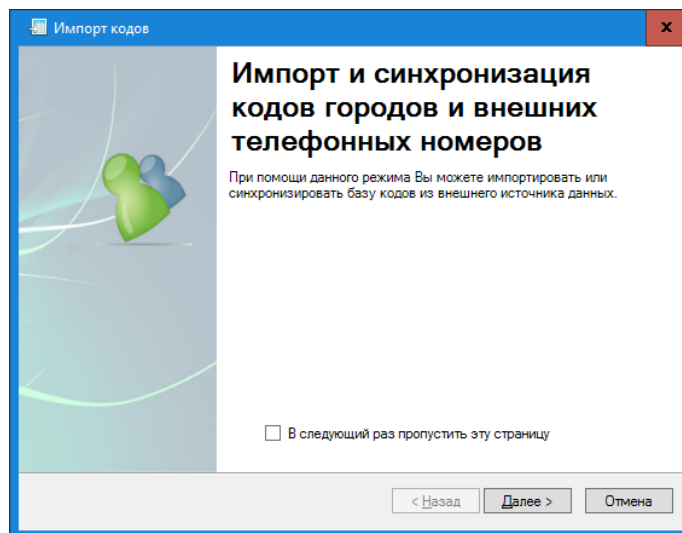 Импорт кодов
x
Импорт и синхронизация
кодов городов и внешних
телефонных номеров
При помощи данного режима Вы можете импортировать или
синхронизировать базу кодов из внешнего источника данных.
В следующий раз пропустить эту страницу
< Назад
Далее >
Отмена